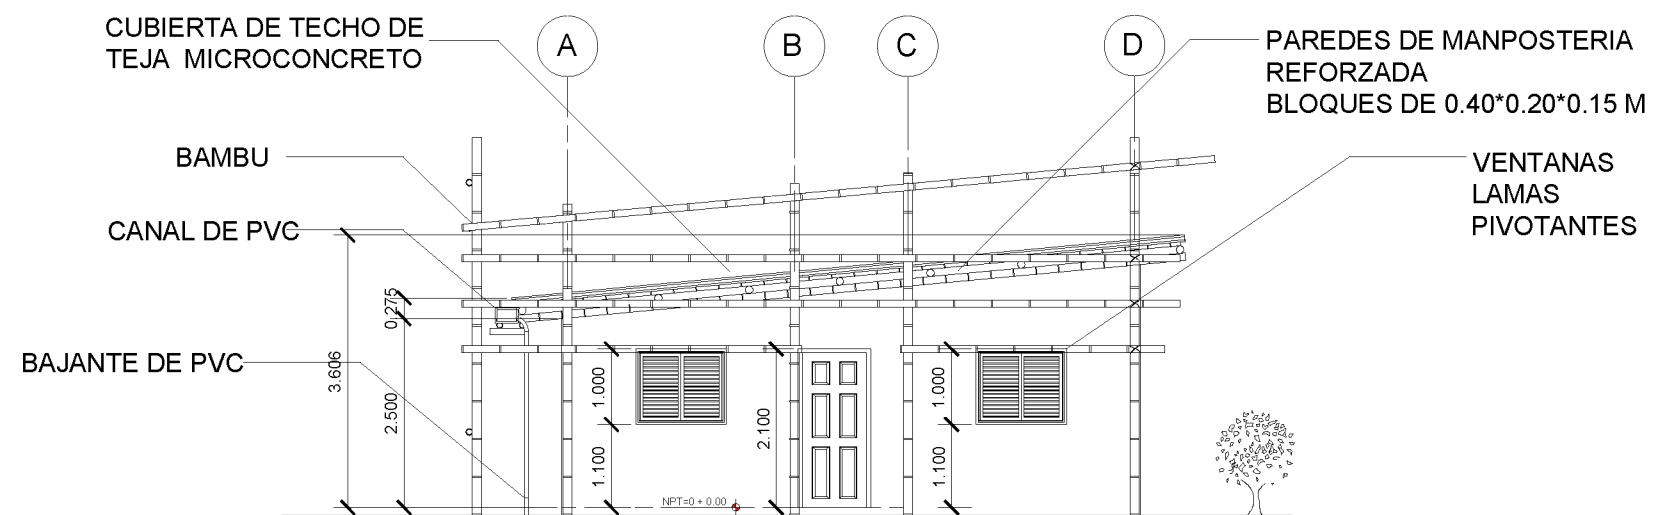 CUBIERTA DE TECHO DE
TEJA MICROCONCRETO
A
B
C
D
PAREDES DE MANPOSTERIA
REFORZADA
BLOQUES DE 0.40*0.20*0.15 M
BAMBU
VENTANAS
LAMAS
PIVOTANTES
CANAL DE PVC
0.275
BAJANTE DE PVC
3.606
2.500
1.000
1.100
2.100
1.000
1.100
NPT=0 + 0.00